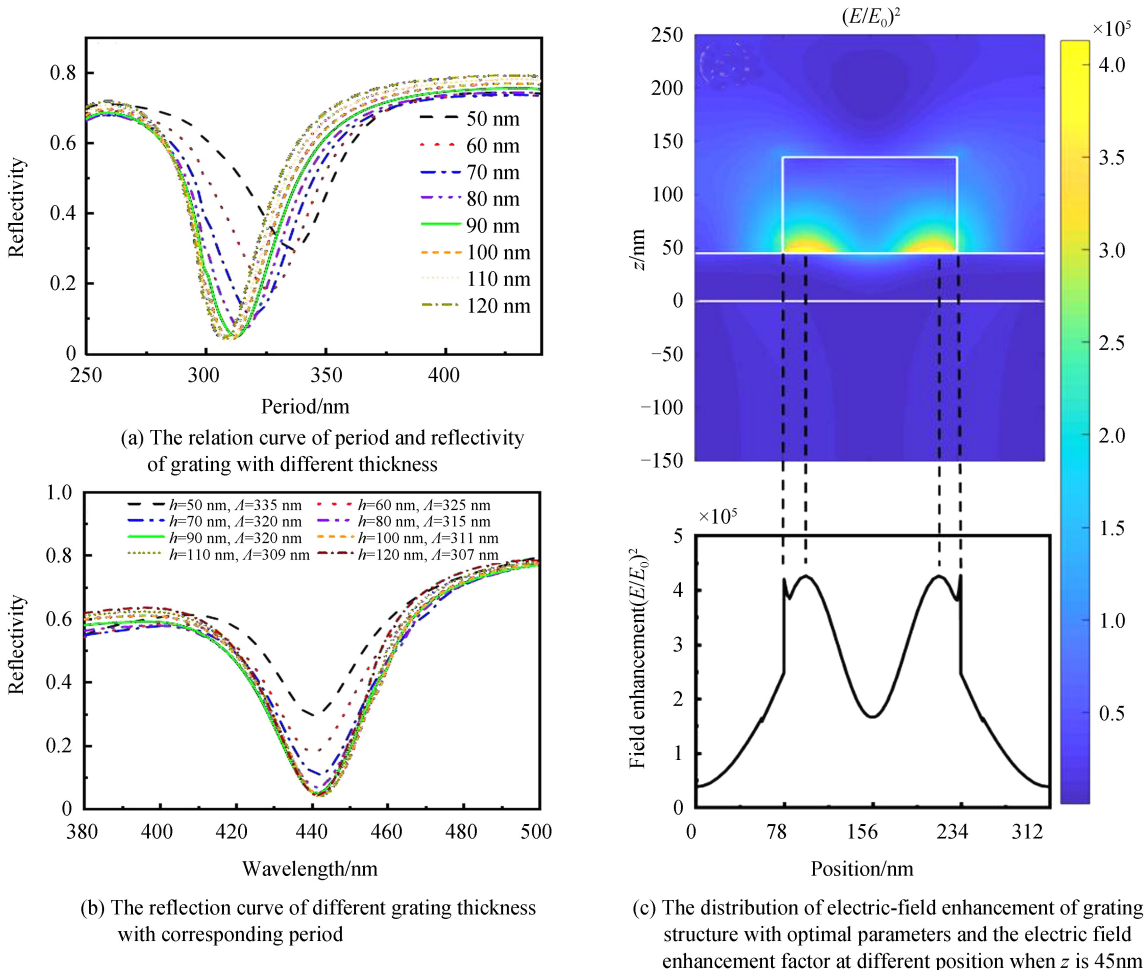 0.8
0.6
0.4
0.2
0
Reflectivity
50 nm
60 nm
70 nm
80 nm
90 nm
100 nm
110 nm
120 nm
250
300
350
400
Period/nm
(a) The relation curve of period and reflectivity
of grating with different thickness
1.0
0.8
0.6
0.4
0.2
0
Reflectivity
h=50 nm, Λ=335 nm
h=60 nm, Λ=325 nm
h=70 nm, Λ=320 nm
h=80 nm, Λ=315 nm
h=90 nm, Λ=320 nm
h=100 nm, Λ=311 nm
h=110 nm, Λ=309 nm
h=120 nm, Λ=307 nm
380
400
420
440
460
480
500
Wavelength/nm
(b) The reflection curve of different grating thickness
with corresponding period
(E/E₀)²
×10⁵
250
200
150
100
50
0
−50
−100
−150
z/nm
4.0
3.5
3.0
2.5
2.0
1.5
1.0
0.5
×10⁵
5
4
3
2
1
0
Field enhancement(E/E₀)²
0
78
156
234
312
Position/nm
(c) The distribution of electric-field enhancement of grating
structure with optimal parameters and the electric field
enhancement factor at different position when z is 45nm